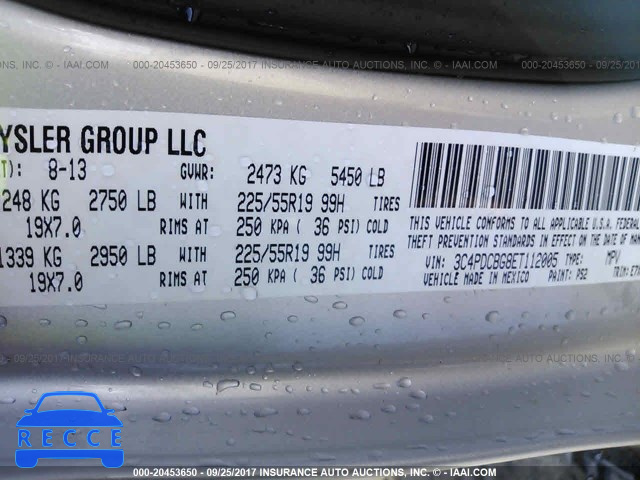 000-20453650 - 09/25/2017 INSURANCE AUTO AUCTIONS, INC. - © IAAI.COM
YSLER GROUP LLC
T): 8-13 GVWR: 2473 KG 5450 LB
248 KG 2750 LB WITH 225/55R19 99H TIRES
19X7.0 RIMS AT 250 KPA ( 36 PSI) COLD
1339 KG 2950 LB WITH 225/55R19 99H TIRES
19X7.0 RIMS AT 250 KPA ( 36 PSI) COLD
THIS VEHICLE CONFORMS TO ALL APPLICABLE U.S.A. FEDERAL
THEFT PREVENTION STANDARDS IN EFFECT ON THE DATE OF MAN
VIN: 3C4PDCBG8ET112005 TYPE: MPV
VEHICLE MADE IN MEXICO PAINT: PS2 TRIM:
RECCE
000-20453650 - 09/25/2017 INSURANCE AUTO AUCTIONS, INC. - © IAAI.COM